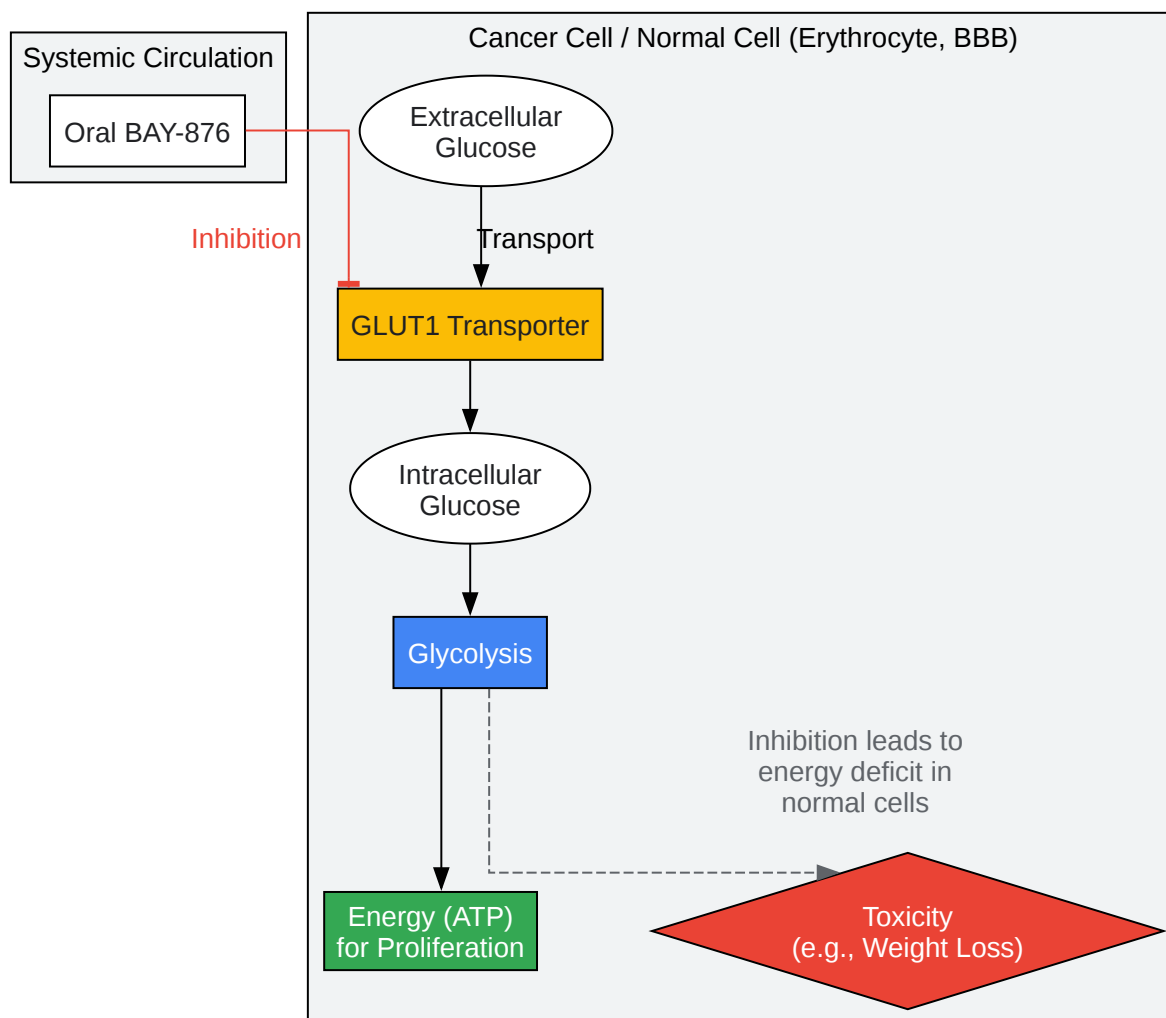 Systemic Circulation
Oral BAY-876
Cancer Cell / Normal Cell (Erythrocyte, BBB)
Extracellular
Glucose
Inhibition
Transport
GLUT1 Transporter
Intracellular
Glucose
Glycolysis
Inhibition leads to
energy deficit in
normal cells
Energy (ATP)
for Proliferation
Toxicity
(e.g., Weight Loss)